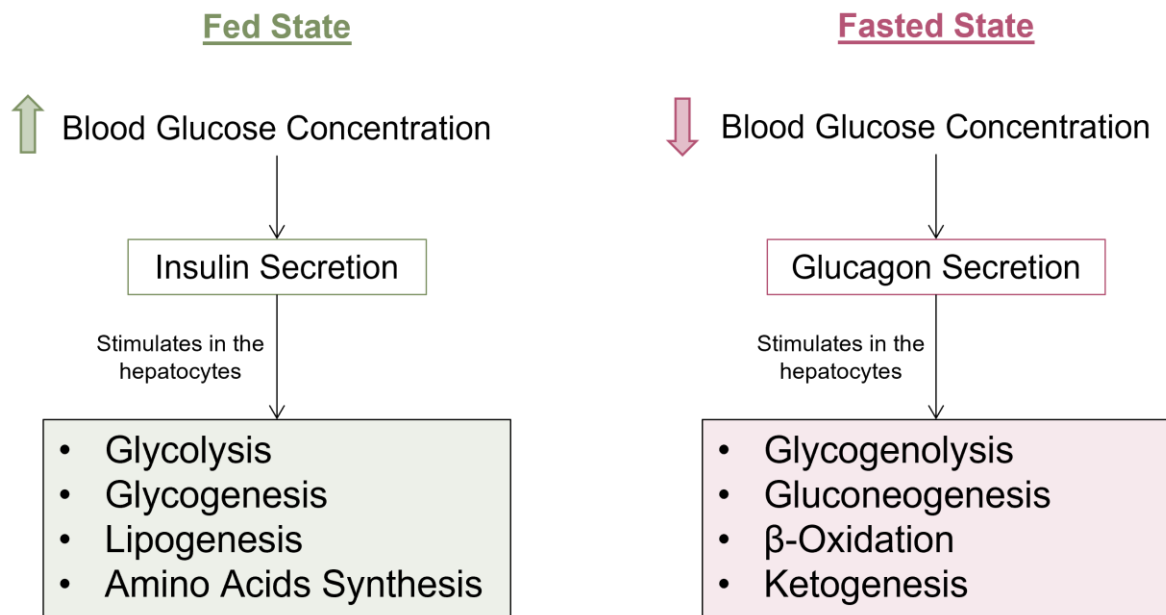 Fed State
Blood Glucose Concentration
Insulin Secretion
Stimulates in the
hepatocytes
• Glycolysis
• Glycogenesis
• Lipogenesis
• Amino Acids Synthesis
Fasted State
Blood Glucose Concentration
Glucagon Secretion
Stimulates in the
hepatocytes
• Glycogenolysis
• Gluconeogenesis
• β-Oxidation
• Ketogenesis